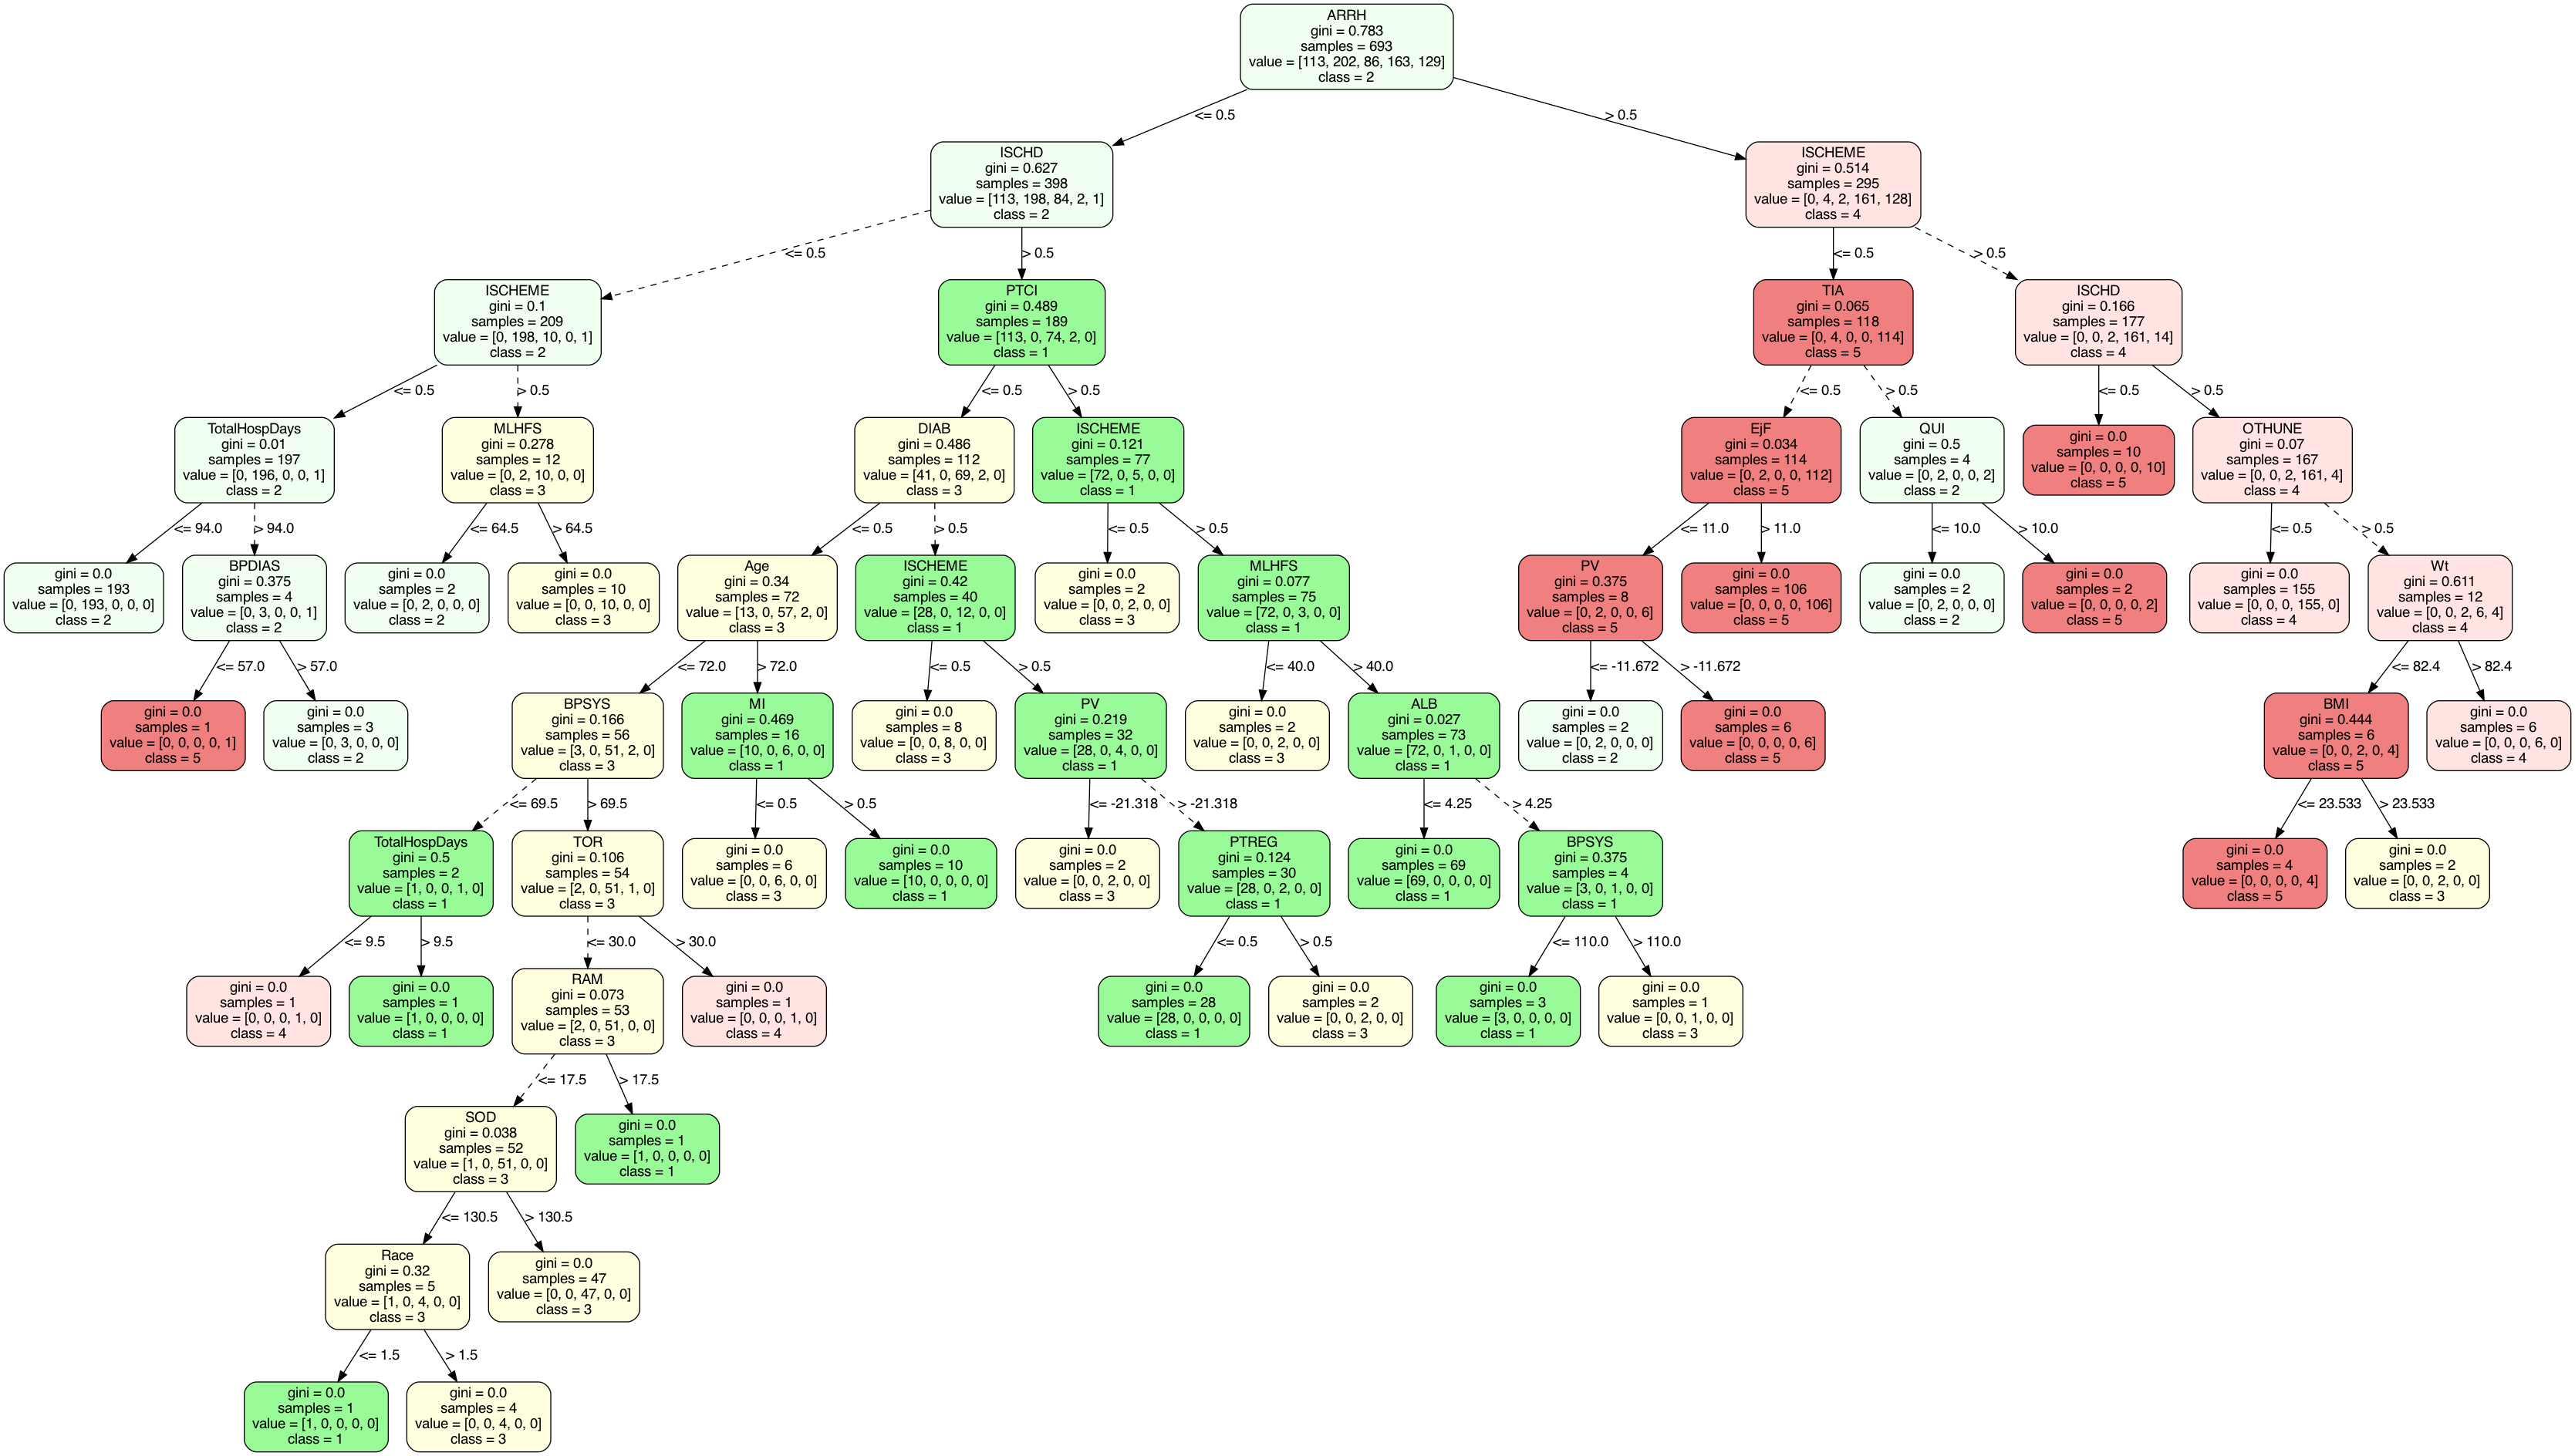 ARRH
gini = 0.783
samples = 693
value = [113, 202, 86, 163, 129]
class = 2
<= 0.5
> 0.5
ISCHD
gini = 0.627
samples = 398
value = [113, 198, 84, 2, 1]
class = 2
ISCHEME
gini = 0.514
samples = 295
value = [0, 4, 2, 161, 128]
class = 4
<= 0.5
> 0.5
<= 0.5
> 0.5
ISCHEME
gini = 0.1
samples = 209
value = [0, 198, 10, 0, 1]
class = 2
PTCI
gini = 0.489
samples = 189
value = [113, 0, 74, 2, 0]
class = 1
TIA
gini = 0.065
samples = 118
value = [0, 4, 0, 0, 114]
class = 5
ISCHD
gini = 0.166
samples = 177
value = [0, 0, 2, 161, 14]
class = 4
<= 0.5
> 0.5
<= 0.5
> 0.5
<= 0.5
> 0.5
<= 0.5
> 0.5
TotalHospDays
gini = 0.01
samples = 197
value = [0, 196, 0, 0, 1]
class = 2
MLHFS
gini = 0.278
samples = 12
value = [0, 2, 10, 0, 0]
class = 3
DIAB
gini = 0.486
samples = 112
value = [41, 0, 69, 2, 0]
class = 3
ISCHEME
gini = 0.121
samples = 77
value = [72, 0, 5, 0, 0]
class = 1
EjF
gini = 0.034
samples = 114
value = [0, 2, 0, 0, 112]
class = 5
QUI
gini = 0.5
samples = 4
value = [0, 2, 0, 0, 2]
class = 2
gini = 0.0
samples = 10
value = [0, 0, 0, 0, 10]
class = 5
OTHUNE
gini = 0.07
samples = 167
value = [0, 0, 2, 161, 4]
class = 4
<= 94.0
> 94.0
<= 64.5
> 64.5
<= 0.5
> 0.5
<= 0.5
> 0.5
<= 11.0
> 11.0
<= 10.0
> 10.0
<= 0.5
> 0.5
gini = 0.0
samples = 193
value = [0, 193, 0, 0, 0]
class = 2
BPDIAS
gini = 0.375
samples = 4
value = [0, 3, 0, 0, 1]
class = 2
gini = 0.0
samples = 2
value = [0, 2, 0, 0, 0]
class = 2
gini = 0.0
samples = 10
value = [0, 0, 10, 0, 0]
class = 3
Age
gini = 0.34
samples = 72
value = [13, 0, 57, 2, 0]
class = 3
ISCHEME
gini = 0.42
samples = 40
value = [28, 0, 12, 0, 0]
class = 1
gini = 0.0
samples = 2
value = [0, 0, 2, 0, 0]
class = 3
MLHFS
gini = 0.077
samples = 75
value = [72, 0, 3, 0, 0]
class = 1
PV
gini = 0.375
samples = 8
value = [0, 2, 0, 0, 6]
class = 5
gini = 0.0
samples = 106
value = [0, 0, 0, 0, 106]
class = 5
gini = 0.0
samples = 2
value = [0, 2, 0, 0, 0]
class = 2
gini = 0.0
samples = 2
value = [0, 0, 0, 0, 2]
class = 5
gini = 0.0
samples = 155
value = [0, 0, 0, 155, 0]
class = 4
Wt
gini = 0.611
samples = 12
value = [0, 0, 2, 6, 4]
class = 4
<= 57.0
> 57.0
<= 72.0
> 72.0
<= 0.5
> 0.5
<= 40.0
> 40.0
<= -11.672
> -11.672
<= 82.4
> 82.4
gini = 0.0
samples = 1
value = [0, 0, 0, 0, 1]
class = 5
gini = 0.0
samples = 3
value = [0, 3, 0, 0, 0]
class = 2
BPSYS
gini = 0.166
samples = 56
value = [3, 0, 51, 2, 0]
class = 3
MI
gini = 0.469
samples = 16
value = [10, 0, 6, 0, 0]
class = 1
gini = 0.0
samples = 8
value = [0, 0, 8, 0, 0]
class = 3
PV
gini = 0.219
samples = 32
value = [28, 0, 4, 0, 0]
class = 1
gini = 0.0
samples = 2
value = [0, 0, 2, 0, 0]
class = 3
ALB
gini = 0.027
samples = 73
value = [72, 0, 1, 0, 0]
class = 1
gini = 0.0
samples = 2
value = [0, 2, 0, 0, 0]
class = 2
gini = 0.0
samples = 6
value = [0, 0, 0, 0, 6]
class = 5
BMI
gini = 0.444
samples = 6
value = [0, 0, 2, 0, 4]
class = 5
gini = 0.0
samples = 6
value = [0, 0, 0, 6, 0]
class = 4
<= 69.5
> 69.5
<= 0.5
> 0.5
<= -21.318
> -21.318
<= 4.25
> 4.25
<= 23.533
> 23.533
TotalHospDays
gini = 0.5
samples = 2
value = [1, 0, 0, 1, 0]
class = 1
TOR
gini = 0.106
samples = 54
value = [2, 0, 51, 1, 0]
class = 3
gini = 0.0
samples = 6
value = [0, 0, 6, 0, 0]
class = 3
gini = 0.0
samples = 10
value = [10, 0, 0, 0, 0]
class = 1
gini = 0.0
samples = 2
value = [0, 0, 2, 0, 0]
class = 3
PTREG
gini = 0.124
samples = 30
value = [28, 0, 2, 0, 0]
class = 1
gini = 0.0
samples = 69
value = [69, 0, 0, 0, 0]
class = 1
BPSYS
gini = 0.375
samples = 4
value = [3, 0, 1, 0, 0]
class = 1
gini = 0.0
samples = 4
value = [0, 0, 0, 0, 4]
class = 5
gini = 0.0
samples = 2
value = [0, 0, 2, 0, 0]
class = 3
<= 9.5
> 9.5
<= 30.0
> 30.0
<= 0.5
> 0.5
<= 110.0
> 110.0
gini = 0.0
samples = 1
value = [0, 0, 0, 1, 0]
class = 4
gini = 0.0
samples = 1
value = [1, 0, 0, 0, 0]
class = 1
RAM
gini = 0.073
samples = 53
value = [2, 0, 51, 0, 0]
class = 3
gini = 0.0
samples = 1
value = [0, 0, 0, 1, 0]
class = 4
gini = 0.0
samples = 28
value = [28, 0, 0, 0, 0]
class = 1
gini = 0.0
samples = 2
value = [0, 0, 2, 0, 0]
class = 3
gini = 0.0
samples = 3
value = [3, 0, 0, 0, 0]
class = 1
gini = 0.0
samples = 1
value = [0, 0, 1, 0, 0]
class = 3
<= 17.5
> 17.5
SOD
gini = 0.038
samples = 52
value = [1, 0, 51, 0, 0]
class = 3
gini = 0.0
samples = 1
value = [1, 0, 0, 0, 0]
class = 1
<= 130.5
> 130.5
Race
gini = 0.32
samples = 5
value = [1, 0, 4, 0, 0]
class = 3
gini = 0.0
samples = 47
value = [0, 0, 47, 0, 0]
class = 3
<= 1.5
> 1.5
gini = 0.0
samples = 1
value = [1, 0, 0, 0, 0]
class = 1
gini = 0.0
samples = 4
value = [0, 0, 4, 0, 0]
class = 3